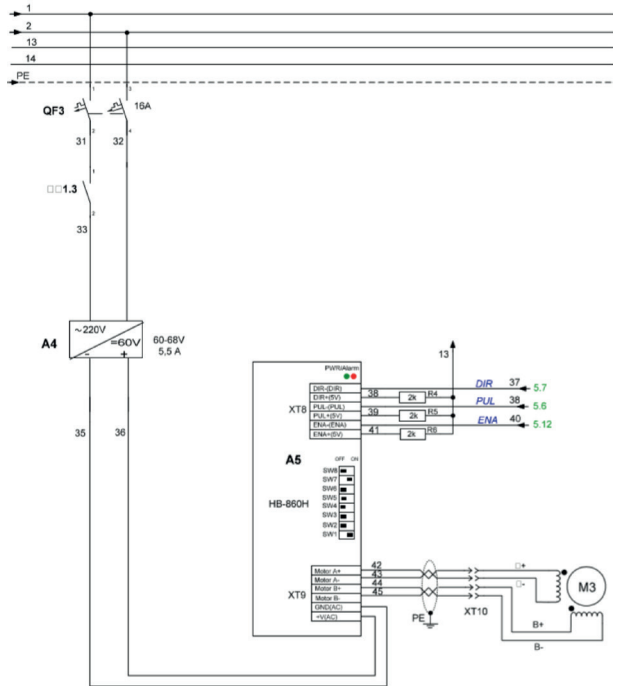 1
2
13
14
PE
1
3
QF3
16A
2
4
31
32
1
□□1.3
2
33
~220V
=60V
-
+
A4
60-68V
5,5 A
35
36
13
PWR/Alarm
DIR-(DIR)
DIR+(5V)
PUL-(PUL)
PUL+(5V)
ENA-(ENA)
ENA+(5V)
XT8
38
39
41
2k
R4
2k
R5
2k
R6
DIR
37
5.7
PUL
38
5.6
ENA
40
5.12
A5
OFF
ON
HB-860H
SW8
SW7
SW6
SW5
SW4
SW3
SW2
SW1
XT9
Motor A+
Motor A-
Motor B+
Motor B-
GND(AC)
+V(AC)
42
43
44
45
PE
XT10
□+
□-
B+
B-
M3